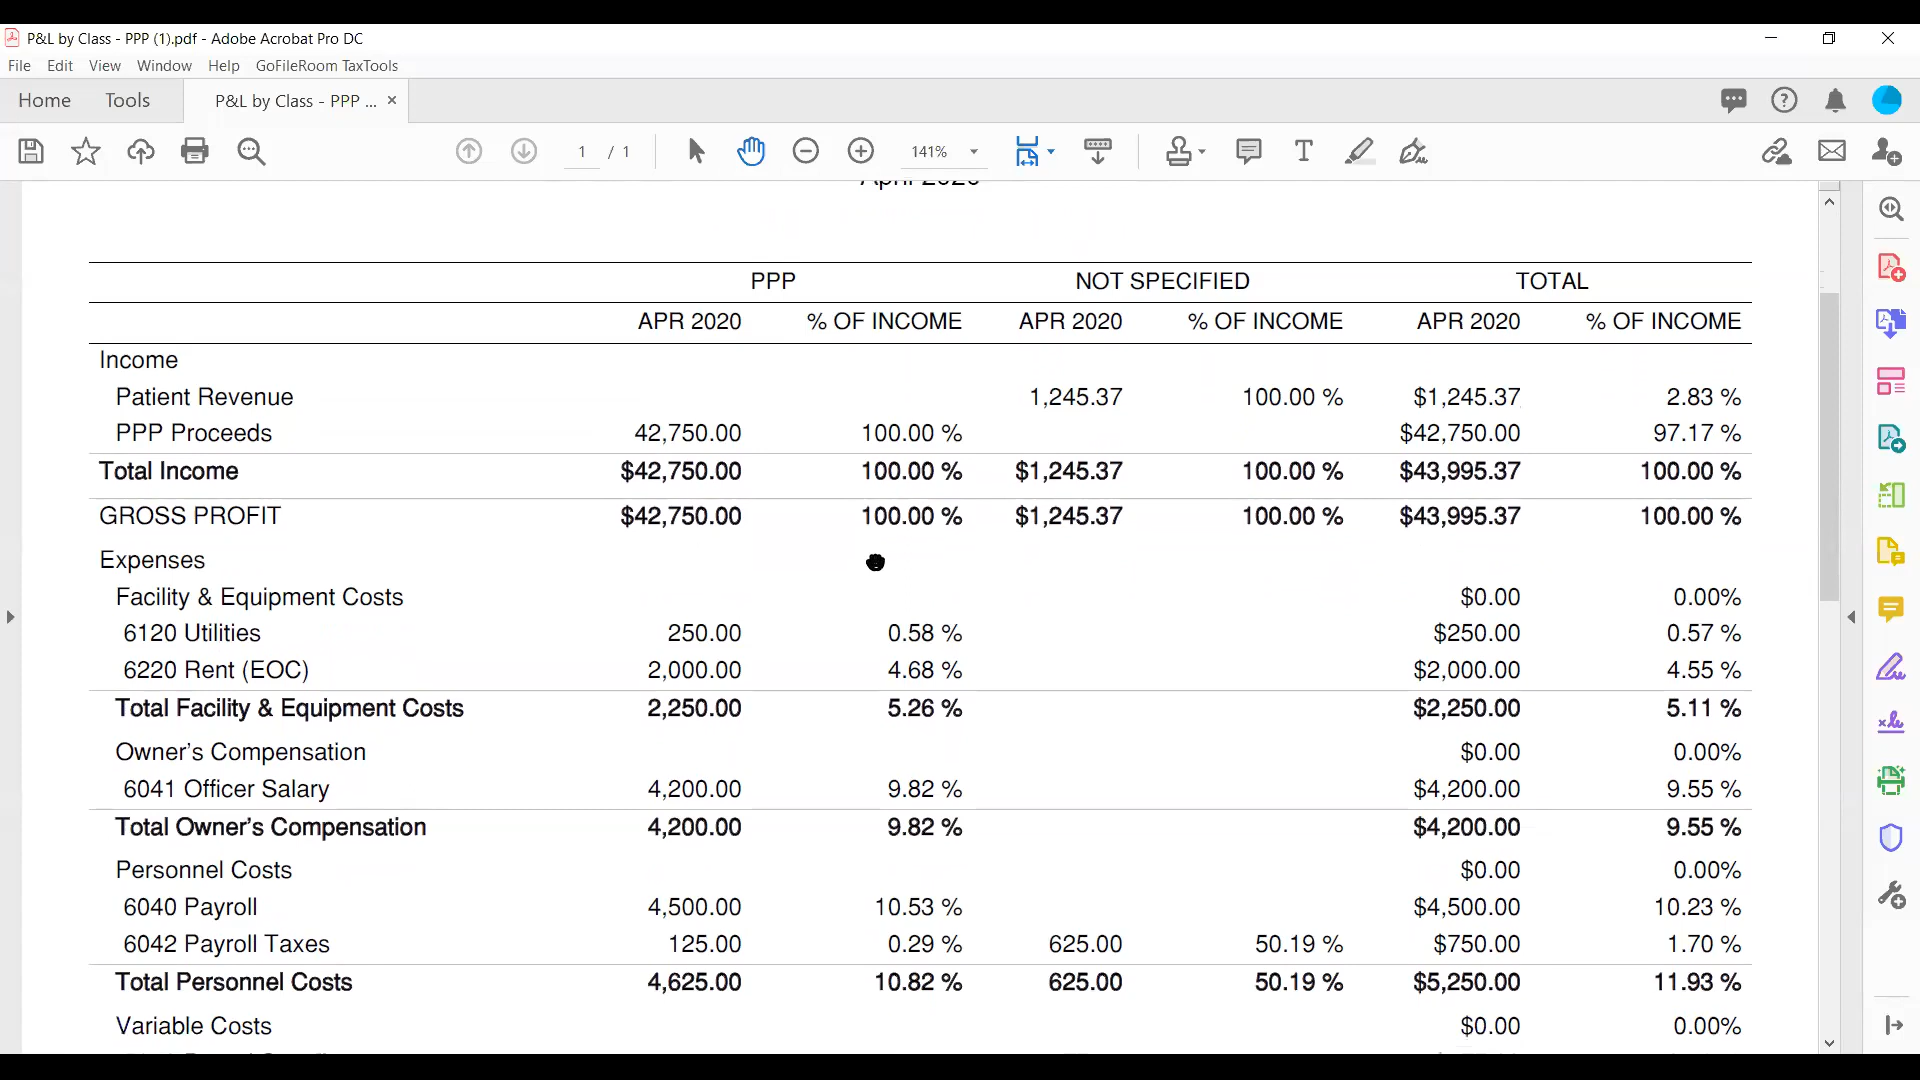 P&L by Class - PPP (1).pdf - Adobe Acrobat Pro DC
File Edit View Window Help GoFileRoom TaxTools
Home Tools P&L by Class - PPP ... ×
1 / 1 141%
April 2020
PPP NOT SPECIFIED TOTAL
APR 2020 % OF INCOME APR 2020 % OF INCOME APR 2020 % OF INCOME
Income
Patient Revenue 1,245.37 100.00 % $1,245.37 2.83 %
PPP Proceeds 42,750.00 100.00 % $42,750.00 97.17 %
Total Income $42,750.00 100.00 % $1,245.37 100.00 % $43,995.37 100.00 %
GROSS PROFIT $42,750.00 100.00 % $1,245.37 100.00 % $43,995.37 100.00 %
Expenses
Facility & Equipment Costs $0.00 0.00%
6120 Utilities 250.00 0.58 % $250.00 0.57 %
6220 Rent (EOC) 2,000.00 4.68 % $2,000.00 4.55 %
Total Facility & Equipment Costs 2,250.00 5.26 % $2,250.00 5.11 %
Owner's Compensation $0.00 0.00%
6041 Officer Salary 4,200.00 9.82 % $4,200.00 9.55 %
Total Owner's Compensation 4,200.00 9.82 % $4,200.00 9.55 %
Personnel Costs $0.00 0.00%
6040 Payroll 4,500.00 10.53 % $4,500.00 10.23 %
6042 Payroll Taxes 125.00 0.29 % 625.00 50.19 % $750.00 1.70 %
Total Personnel Costs 4,625.00 10.82 % 625.00 50.19 % $5,250.00 11.93 %
Variable Costs $0.00 0.00%